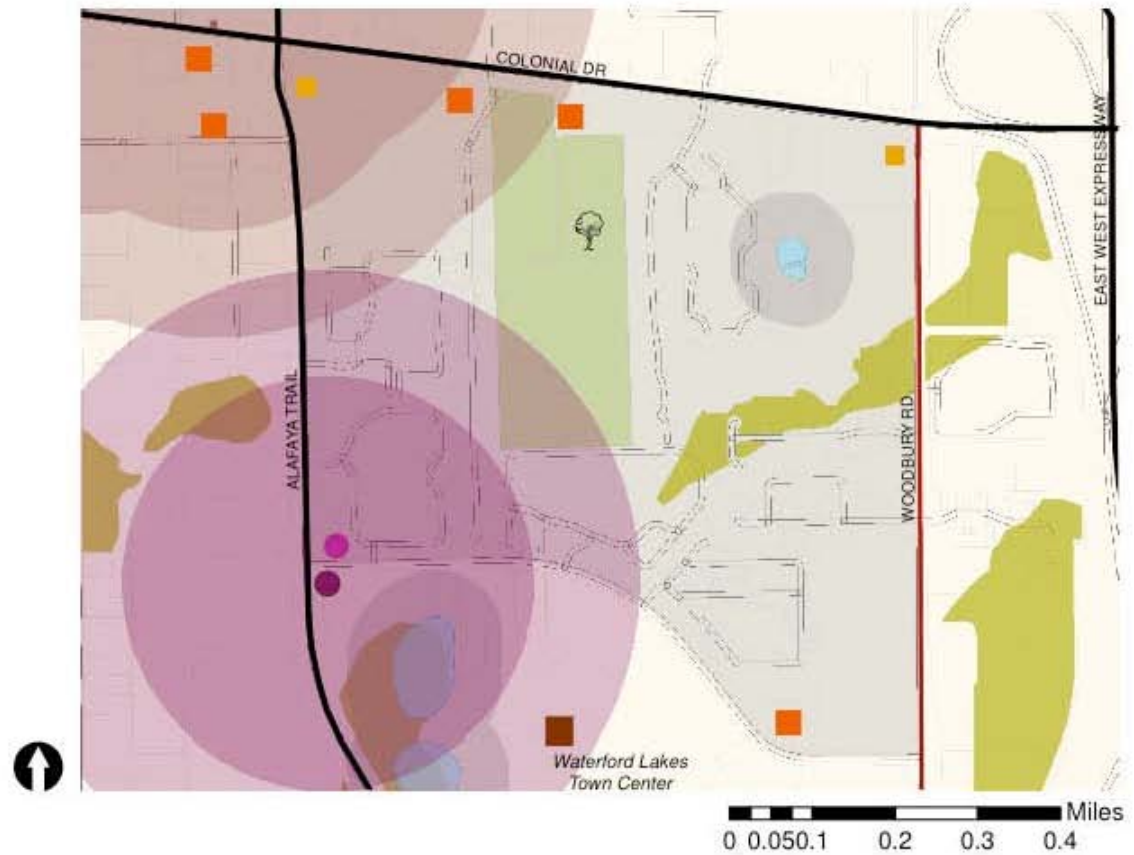 COLONIAL DR
EAST WEST EXPRESSWAY
ALAFAYA TRAIL
WOODBURY RD
Waterford Lakes
Town Center
Miles
0 0.050.1 0.2 0.3 0.4